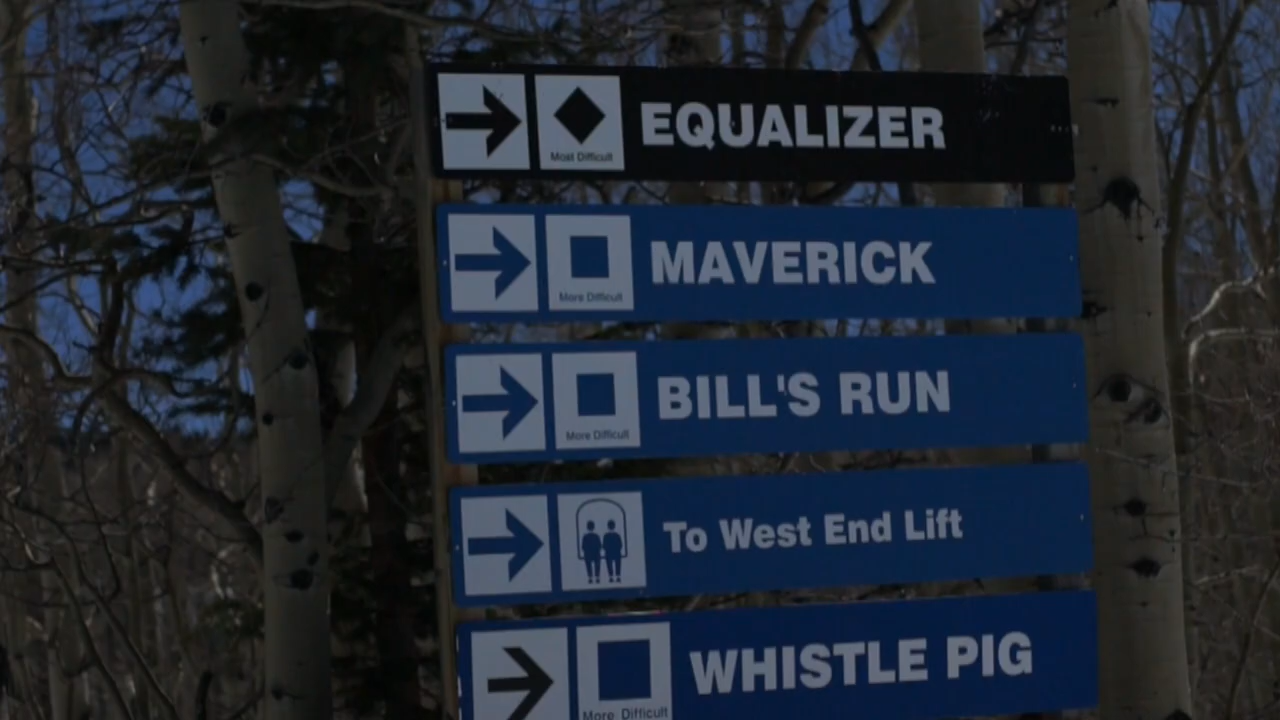 EQUALIZER
Most Difficult
MAVERICK
More Difficult
BILL'S RUN
More Difficult
To West End Lift
WHISTLE PIG
More Difficult